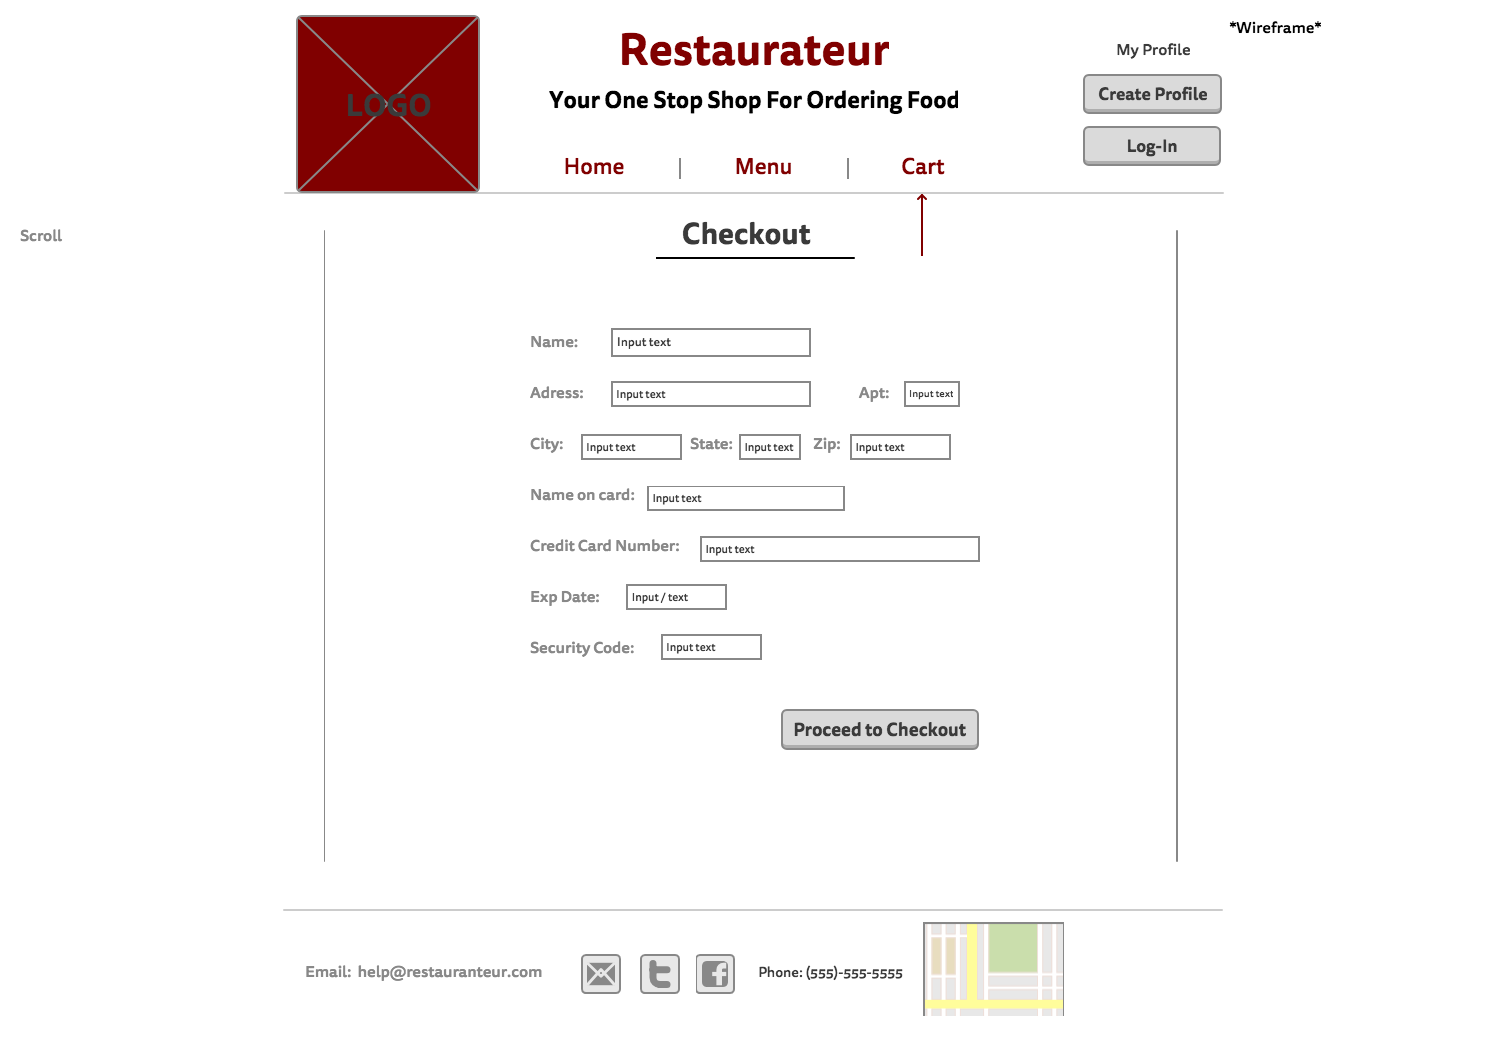 *Wireframe*
LOGO
Restaurateur
Your One Stop Shop For Ordering Food
My Profile
Create Profile
Log-In
Home | Menu | Cart
Scroll
Checkout
Name: Input text
Adress: Input text Apt: Input text
City: Input text State: Input text Zip: Input text
Name on card: Input text
Credit Card Number: Input text
Exp Date: Input / text
Security Code: Input text
Proceed to Checkout
Email: help@restauranteur.com
Phone: (555)-555-5555